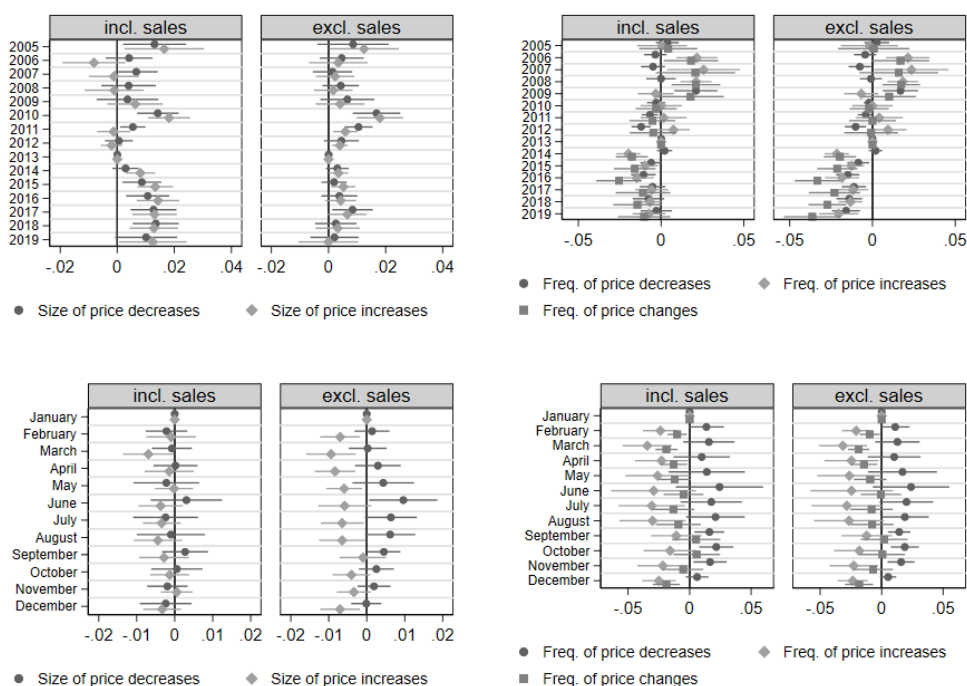 incl. sales excl. sales
2005
2006
2007
2008
2009
2010
2011
2012
2013
2014
2015
2016
2017
2018
2019
-.02 0 .02 .04 -.02 0 .02 .04
Size of price decreases Size of price increases
incl. sales excl. sales
2005
2006
2007
2008
2009
2010
2011
2012
2013
2014
2015
2016
2017
2018
2019
-.05 0 .05 -.05 0 .05
Freq. of price decreases Freq. of price increases
Freq. of price changes
incl. sales excl. sales
January
February
March
April
May
June
July
August
September
October
November
December
-.02 -.01 0 .01 .02 -.02 -.01 0 .01 .02
Size of price decreases Size of price increases
incl. sales excl. sales
January
February
March
April
May
June
July
August
September
October
November
December
-.05 0 .05 -.05 0 .05
Freq. of price decreases Freq. of price increases
Freq. of price changes